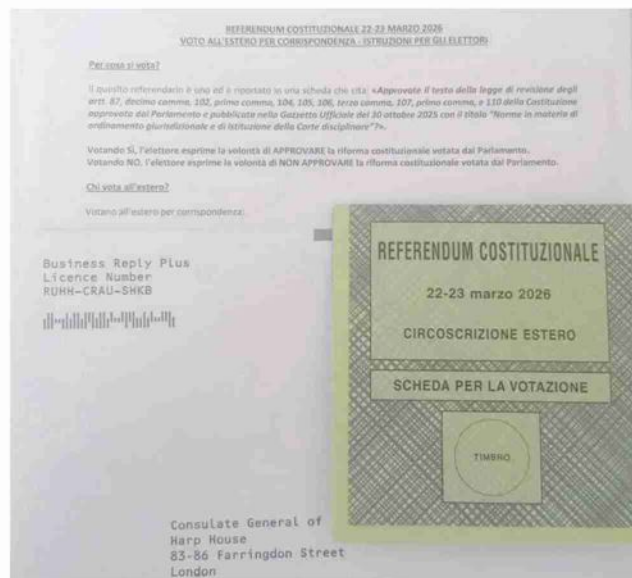 REFERENDUM COSTITUZIONALE 22-23 MARZO 2026
VOTO ALL'ESTERO PER CORRISPONDENZA - ISTRUZIONI PER GLI ELETTORI
Per cosa si vota?
Il quesito referendario è uno ed è riportato in una scheda che cita: «Approvate il testo della legge di revisione degli
artt. 87, decimo comma, 102, primo comma, 104, 105, 106, terzo comma, 107, primo comma, e 110 della Costituzione
approvata dal Parlamento e pubblicata nella Gazzetta Ufficiale del 30 ottobre 2025 con il titolo "Norme in materia di
ordinamento giurisdizionale e di istituzione della Corte disciplinare"?».
Votando SÌ, l'elettore esprime la volontà di APPROVARE la riforma costituzionale votata dal Parlamento.
Votando NO, l'elettore esprime la volontà di NON APPROVARE la riforma costituzionale votata dal Parlamento.
Chi vota all'estero?
Votano all'estero per corrispondenza:
Business Reply Plus
Licence Number
RUHH-CRAU-SHKB
REFERENDUM COSTITUZIONALE
22-23 marzo 2026
CIRCOSCRIZIONE ESTERO
SCHEDA PER LA VOTAZIONE
TIMBRO
Consulate General of
Harp House
83-86 Farringdon Street
London